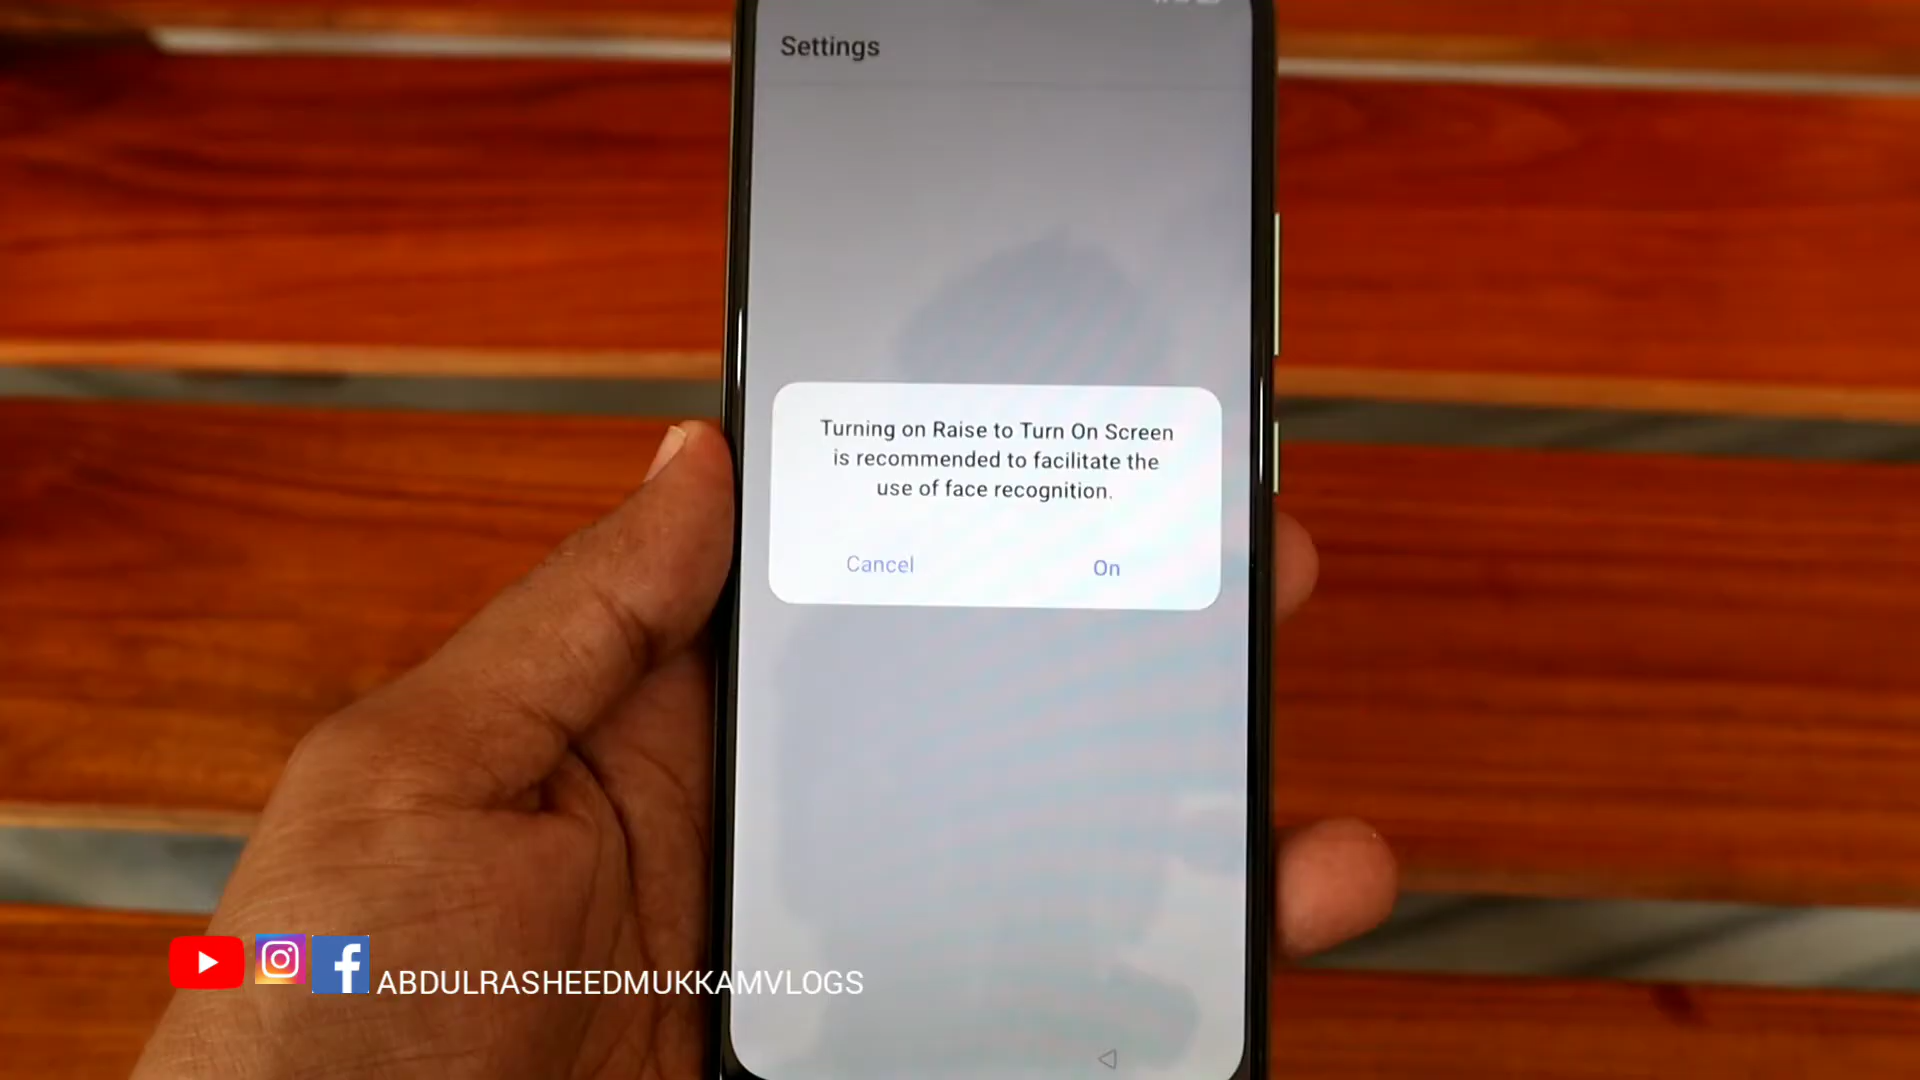 Settings
Turning on Raise to Turn On Screen
is recommended to facilitate the
use of face recognition.
Cancel
On
ABDULRASHEEDMUKKAMVLOGS